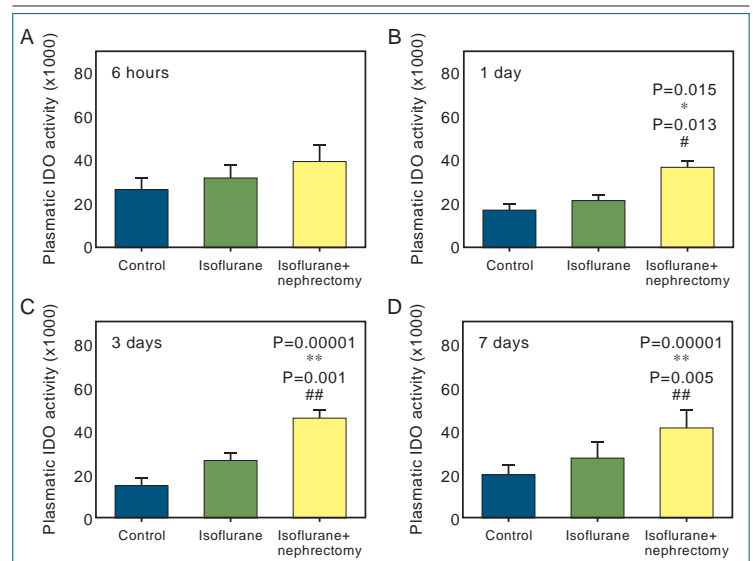 A
Plasmatic IDO activity (x1000)
80
60
40
20
0
6 hours
Control
Isoflurane
Isoflurane+
nephrectomy
B
Plasmatic IDO activity (x1000)
80
60
40
20
0
1 day
P=0.015
*
P=0.013
#
Control
Isoflurane
Isoflurane+
nephrectomy
C
Plasmatic IDO activity (x1000)
80
60
40
20
0
3 days
P=0.00001
**
P=0.001
##
Control
Isoflurane
Isoflurane+
nephrectomy
D
Plasmatic IDO activity (x1000)
80
60
40
20
0
7 days
P=0.00001
**
P=0.005
##
Control
Isoflurane
Isoflurane+
nephrectomy